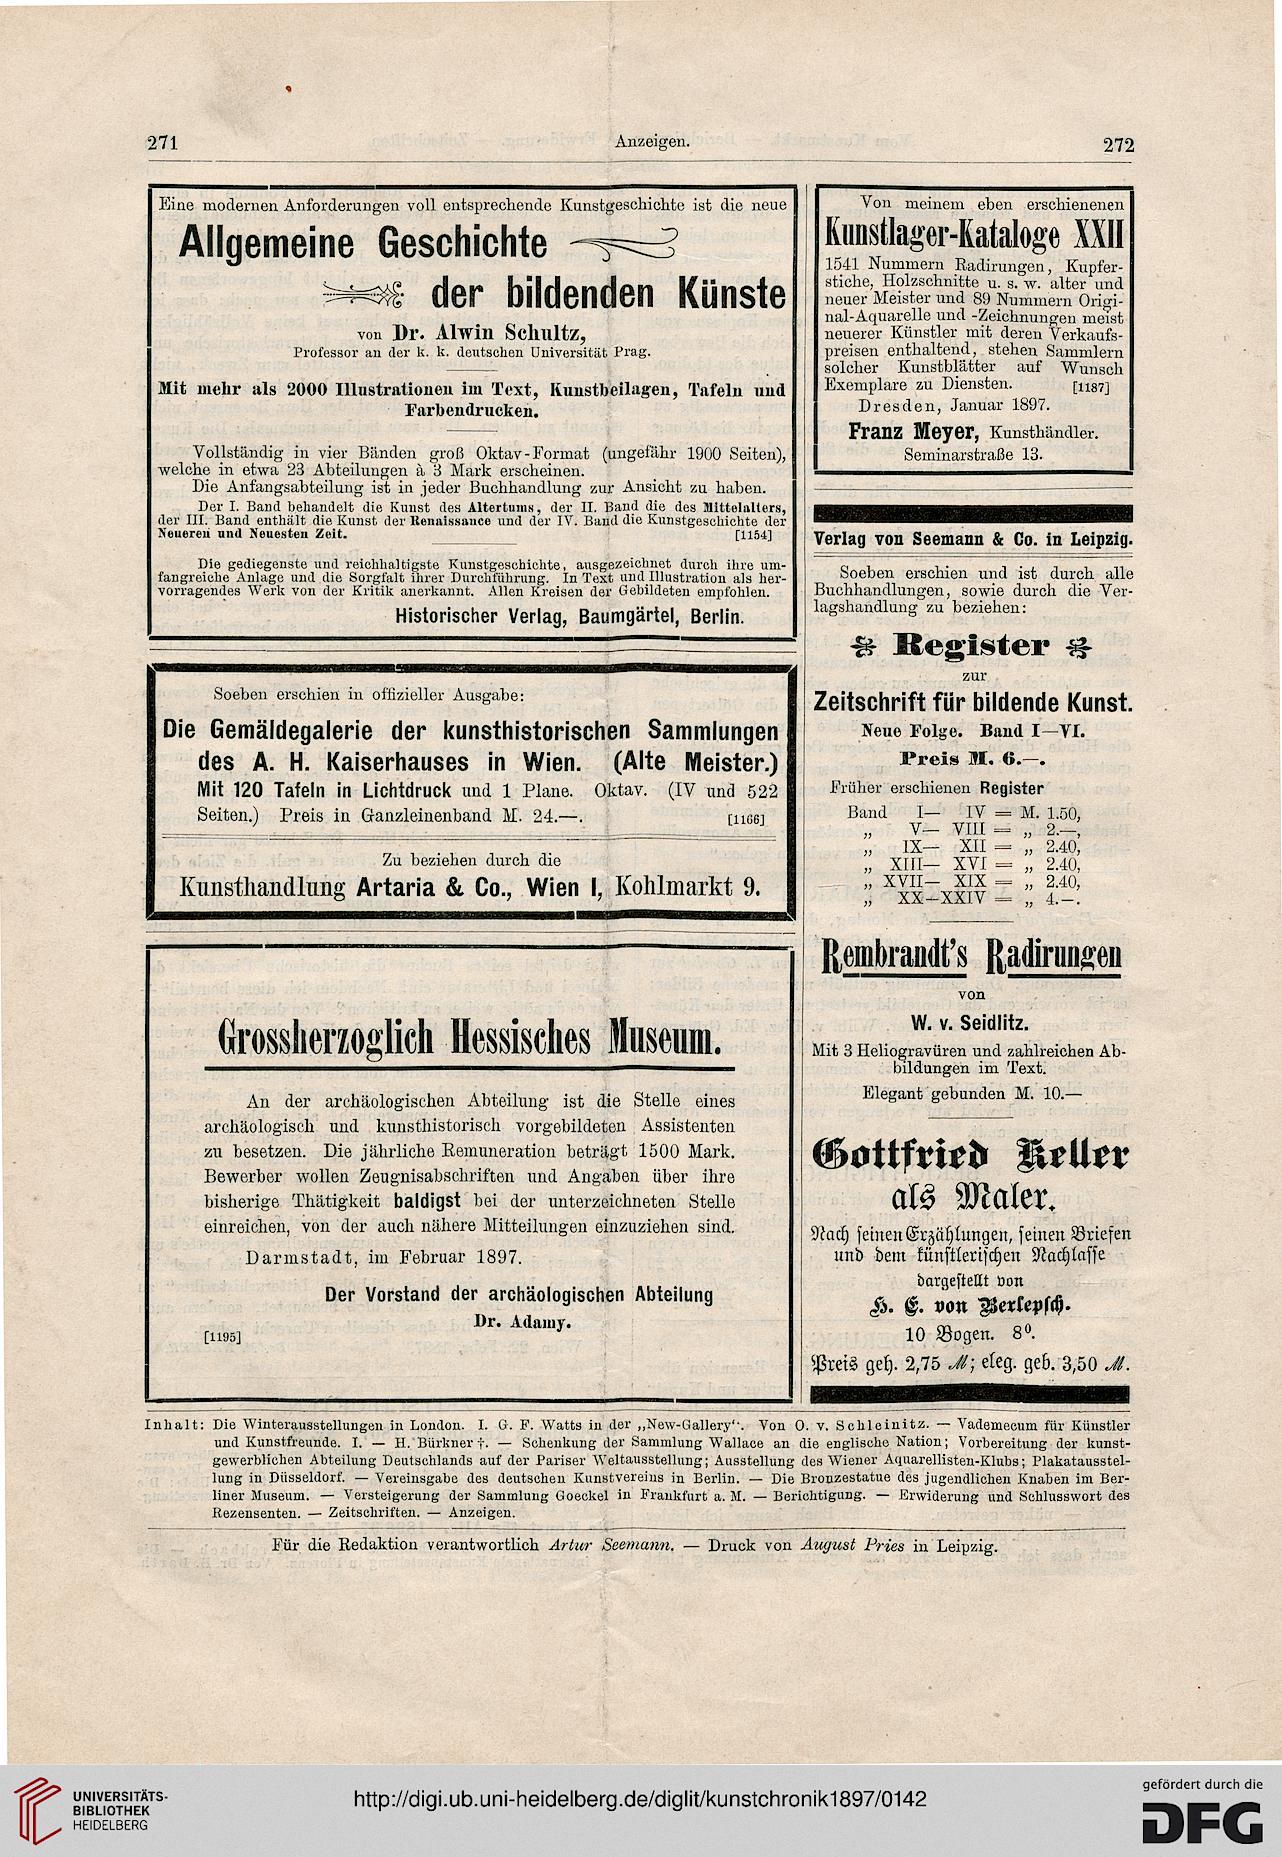 271
Anzeigen.
272
Eine modernen Anforderungen voll entsprechende Kunstgeschichte ist die neue
Allgemeine Geschichte
der bildenden Künste
von Dr. Alwin Schultz,
Professor an der k. k. deutschen Universität Prag.
Mit mehr als 2000 Illustrationen im Text, Kunstbeilagen, Tafeln und
Farbendrucken.
Vollständig in vier Bänden groß Oktav-Format (ungefähr 1900 Seiten),
welche in etwa 23 Abteilungen à 3 Mark erscheinen.
Die Anfangsabteilung ist in jeder Buchhandlung zur Ansicht zu haben.
Der I. Band behandelt die Kunst des Altertums, der II. Band die des Mittelalters,
der III. Band enthält die Kunst der Renaissance und der IV. Band die Kunstgeschichte der
Neueren und Neuesten Zeit. [1154]
Die gediegenste und reichhaltigste Kunstgeschichte, ausgezeichnet durch ihre um-
fangreiche Anlage und die Sorgfalt ihrer Durchführung. In Text und Illustration als her-
vorragendes Werk von der Kritik anerkannt. Allen Kreisen der Gebildeten empfohlen.
Historischer Verlag, Baumgärtel, Berlin.
Soeben erschien in offizieller Ausgabe:
Die Gemäldegalerie der kunsthistorischen Sammlungen
des A. H. Kaiserhauses in Wien. (Alte Meister.)
Mit 120 Tafeln in Lichtdruck und 1 Plane. Oktav. (IV und 522
Seiten.) Preis in Ganzleinenband M. 24.—. [1166]
Zu beziehen durch die
Kunsthandlung Artaria & Co., Wien I, Kohlmarkt 9.
Grossherzoglich Hessisches Museum.
An der archäologischen Abteilung ist die Stelle eines
archäologisch und kunsthistorisch vorgebildeten Assistenten
zu besetzen. Die jährliche Remuneration beträgt 1500 Mark.
Bewerber wollen Zeugnisabschriften und Angaben über ihre
bisherige Thätigkeit baldigst bei der unterzeichneten Stelle
einreichen, von der auch nähere Mitteilungen einzuziehen sind.
Darmstadt, im Februar 1897.
Der Vorstand der archäologischen Abteilung
Dr. Adamy.
[1195]
Von meinem eben erschienenen
Kunstlager-Kataloge XXII
1541 Nummern Radirungen, Kupfer-
stiche, Holzschnitte u. s. w. alter und
neuer Meister und 89 Nummern Origi-
nal-Aquarelle und -Zeichnungen meist
neuerer Künstler mit deren Verkaufs-
preisen enthaltend, stehen Sammlern
solcher Kunstblätter auf Wunsch
Exemplare zu Diensten. [1187]
Dresden, Januar 1897.
Franz Meyer, Kunsthändler.
Seminarstraße 13.
Verlag von Seemann & Co. in Leipzig.
Soeben erschien und ist durch alle
Buchhandlungen, sowie durch die Ver-
lagshandlung zu beziehen:
Register
zur
Zeitschrift für bildende Kunst.
Neue Folge. Band I—VI.
Preis M. 6.—.
Früher erschienen Register
Band I— IV = M. 1.50,
„ V— VIII = „ 2.—,
„ IX— XII = „ 2.40,
„ XIII— XVI = „ 2.40,
„ XVII— XIX = „ 2.40,
„ XX—XXIV = „ 4.—.
Rembrandt's Radirungen
von
W. v. Seidlitz.
Mit 3 Heliogravüren und zahlreichen Ab-
bildungen im Text.
Elegant gebunden M. 10.—
Gottfried Keller
als Maler.
Nach seinen Erzählungen, seinen Briefen
und dem künstlerischen Nachlasse
dargestellt von
H. E. von Berlepsch.
10 Bogen. 8⁰.
Preis geh. 2,75 ℳ; eleg. geb. 3,50 ℳ.
Inhalt: Die Winterausstellungen in London. I. G. F. Watts in der „New-Gallery“. Von O. v. Schleinitz. — Vademecum für Künstler
und Kunstfreunde. I. — H. Bürkner †. — Schenkung der Sammlung Wallace an die englische Nation; Vorbereitung der kunst-
gewerblichen Abteilung Deutschlands auf der Pariser Weltausstellung; Ausstellung des Wiener Aquarellisten-Klubs; Plakatausstel-
lung in Düsseldorf. — Vereinsgabe des deutschen Kunstvereins in Berlin. — Die Bronzestatue des jugendlichen Knaben im Ber-
liner Museum. — Versteigerung der Sammlung Goeckel in Frankfurt a. M. — Berichtigung. — Erwiderung und Schlusswort des
Rezensenten. — Zeitschriften. — Anzeigen.
Für die Redaktion verantwortlich Artur Seemann. — Druck von August Pries in Leipzig.
UNIVERSITÄTS-
BIBLIOTHEK
HEIDELBERG
http://digi.ub.uni-heidelberg.de/diglit/kunstchronik1897/0142
gefördert durch die
DFG